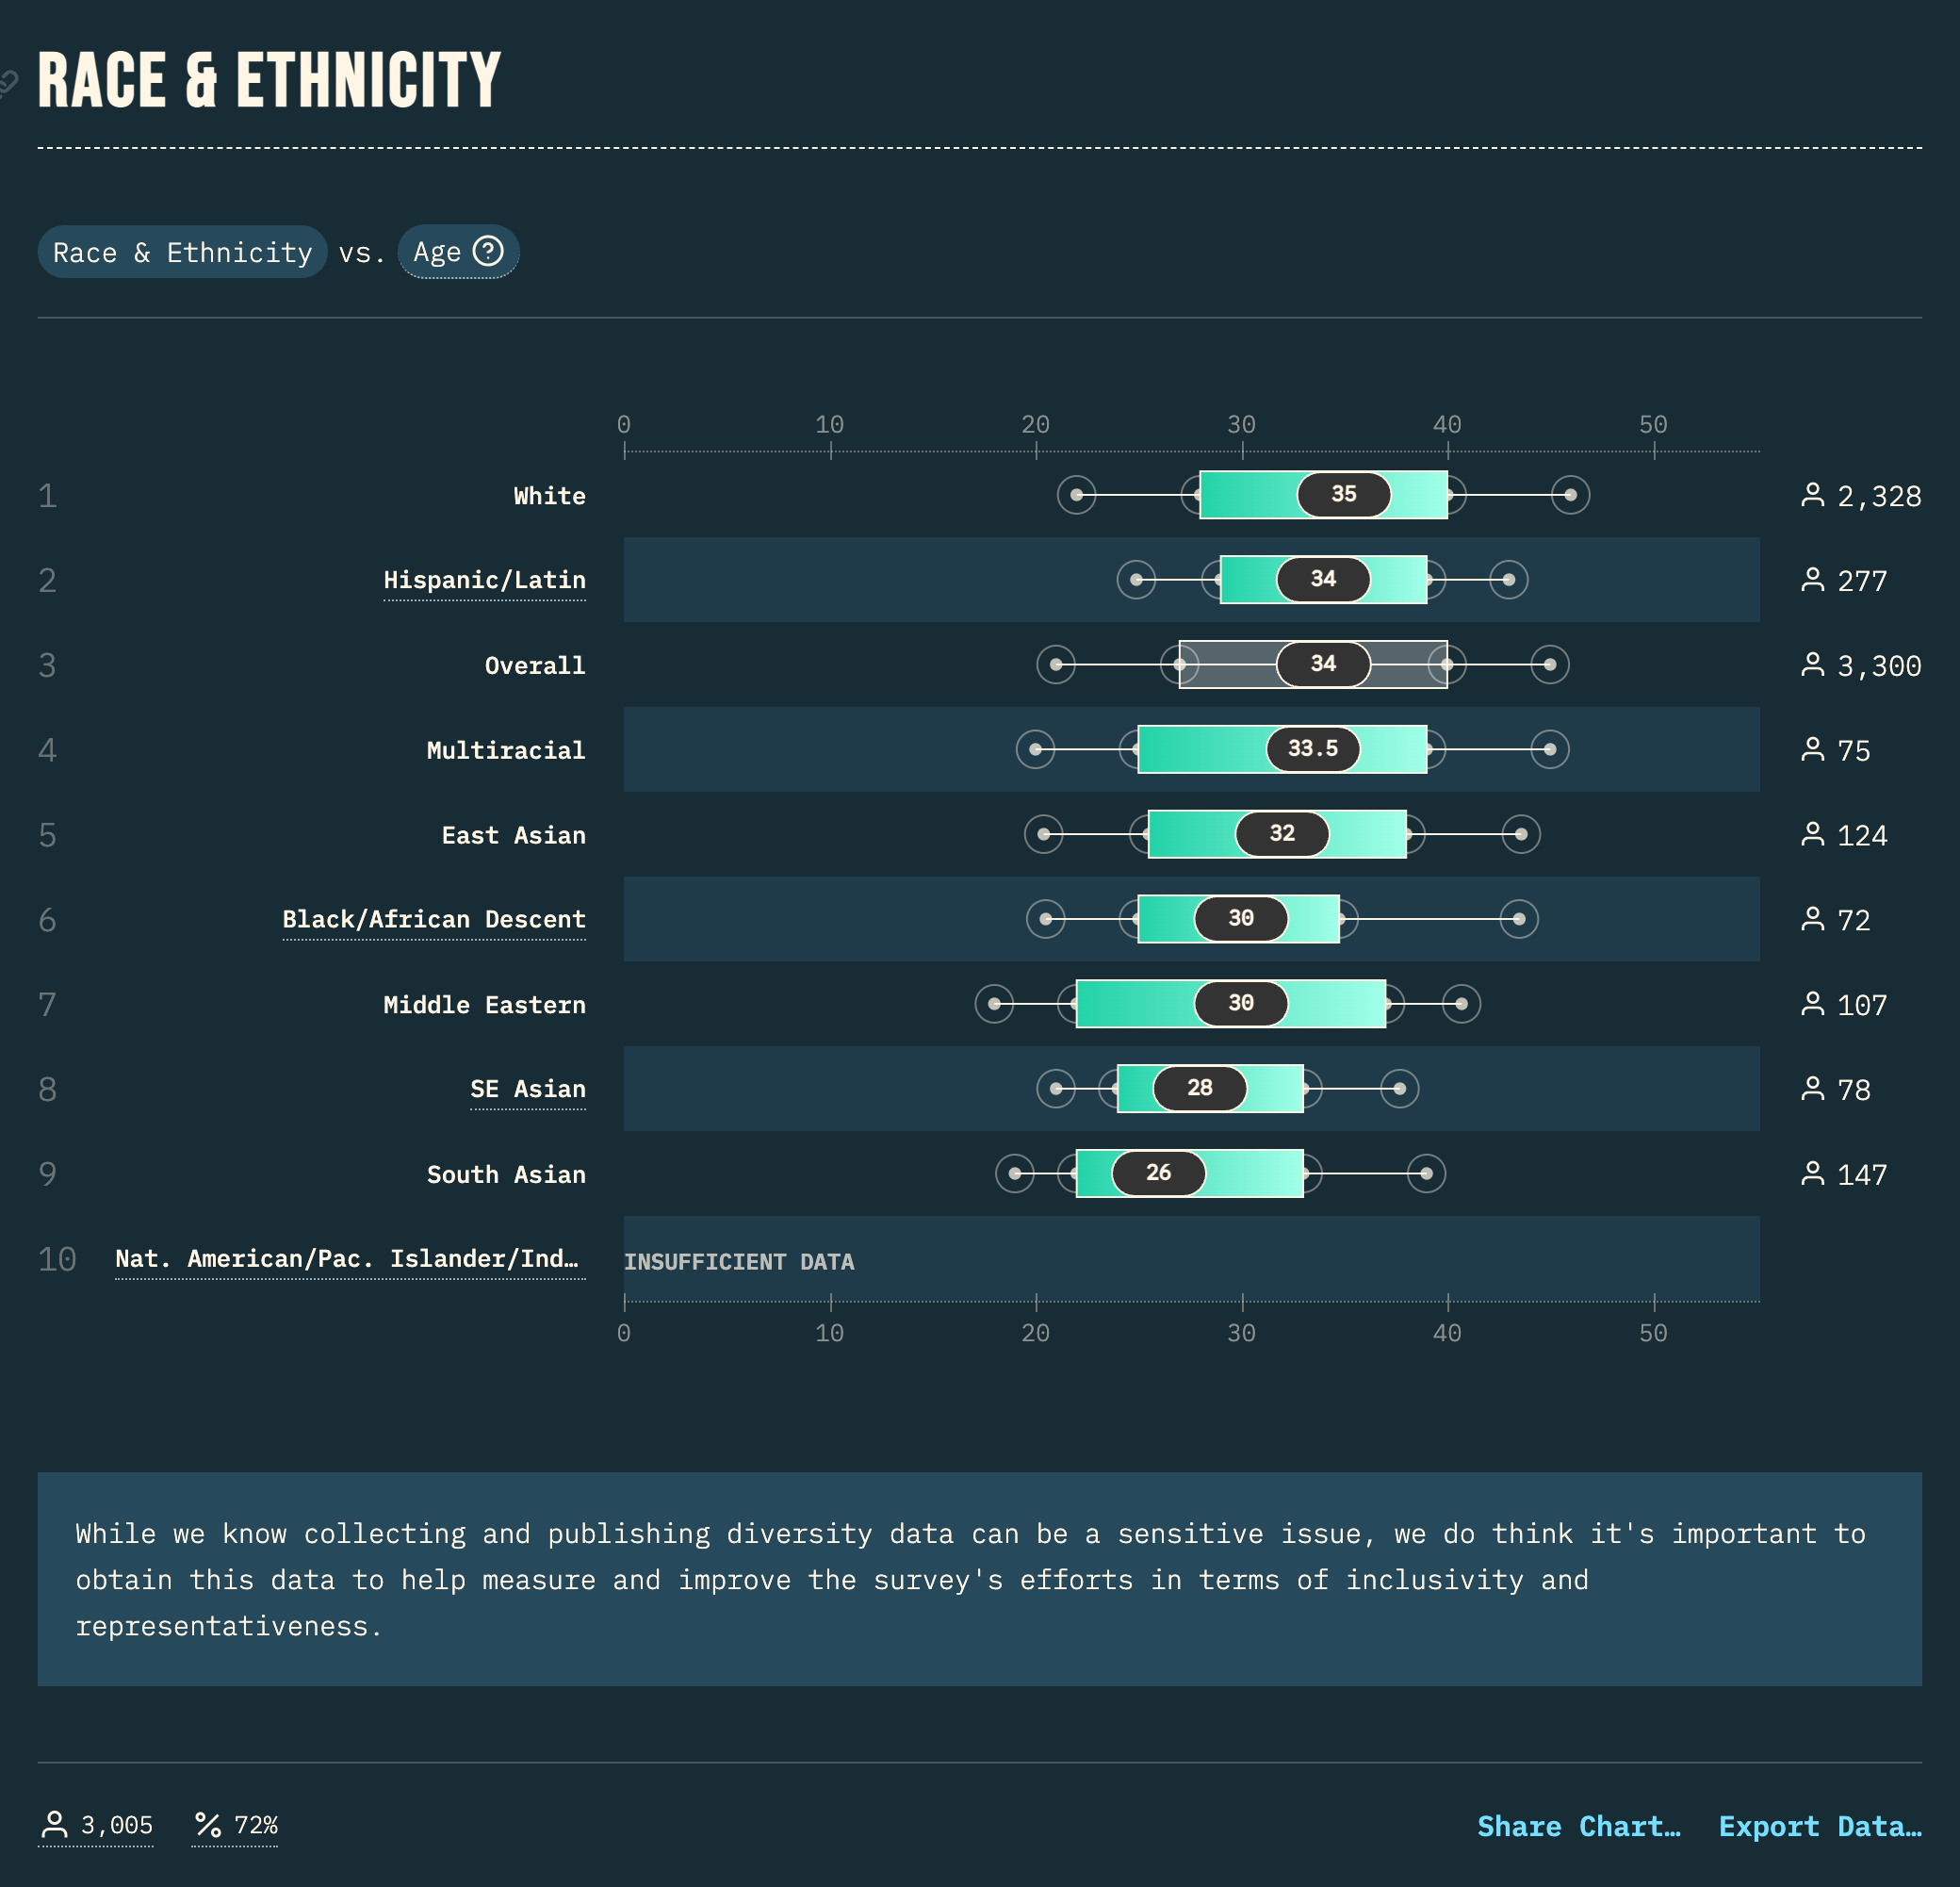 RACE & ETHNICITY
Race & Ethnicity vs. Age ?
0 10 20 30 40 50
1 White 35 2,328
2 Hispanic/Latin 34 277
3 Overall 34 3,300
4 Multiracial 33.5 75
5 East Asian 32 124
6 Black/African Descent 30 72
7 Middle Eastern 30 107
8 SE Asian 28 78
9 South Asian 26 147
10 Nat. American/Pac. Islander/Ind… INSUFFICIENT DATA
0 10 20 30 40 50
While we know collecting and publishing diversity data can be a sensitive issue, we do think it's important to
obtain this data to help measure and improve the survey's efforts in terms of inclusivity and
representativeness.
3,005 % 72% Share Chart… Export Data…